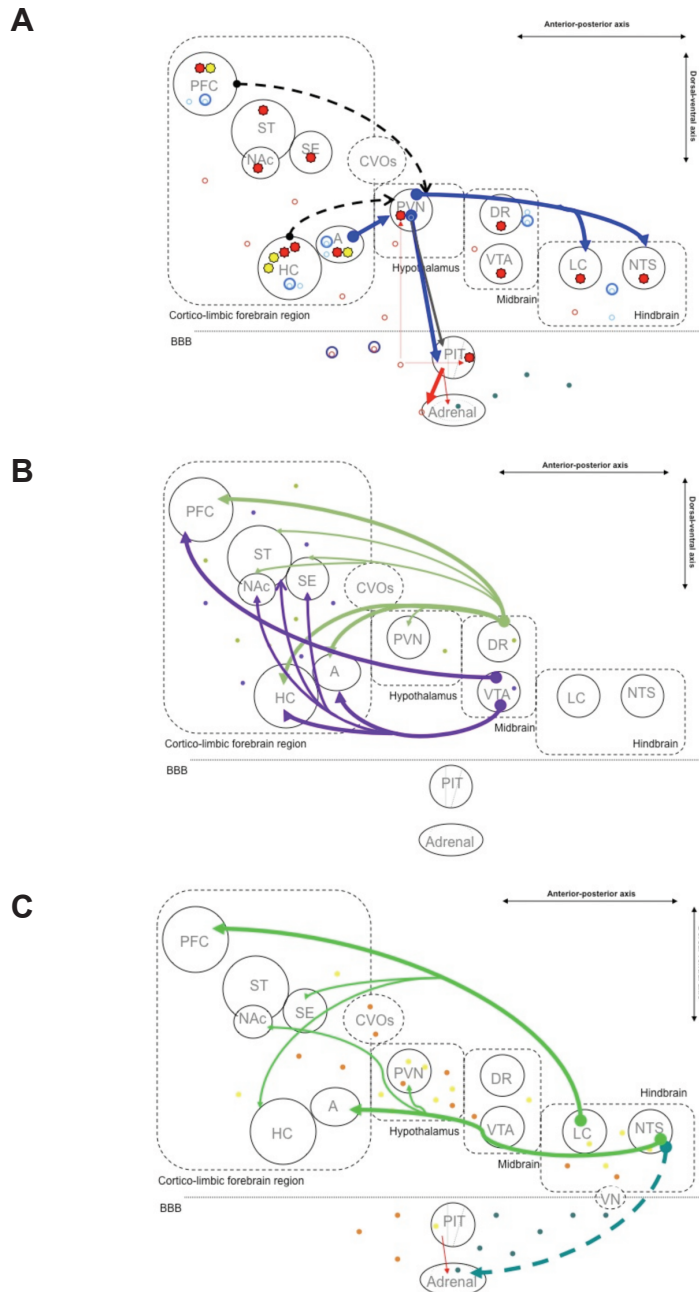 A
Anterior-posterior axis
Dorsal-ventral axis
PFC
ST
NAc
SE
CVOs
PVN
DR
A
HC
VTA
LC
NTS
Hypothalamus
Midbrain
Hindbrain
Cortico-limbic forebrain region
BBB
PIT
Adrenal
B
Anterior-posterior axis
Dorsal-ventral axis
PFC
ST
NAc
SE
CVOs
PVN
DR
A
HC
VTA
LC
NTS
Hypothalamus
Midbrain
Hindbrain
Cortico-limbic forebrain region
BBB
PIT
Adrenal
C
Anterior-posterior axis
PFC
ST
NAc
SE
CVOs
PVN
DR
Hindbrain
A
HC
VTA
LC
NTS
Hypothalamus
Midbrain
Cortico-limbic forebrain region
VN
BBB
PIT
Adrenal